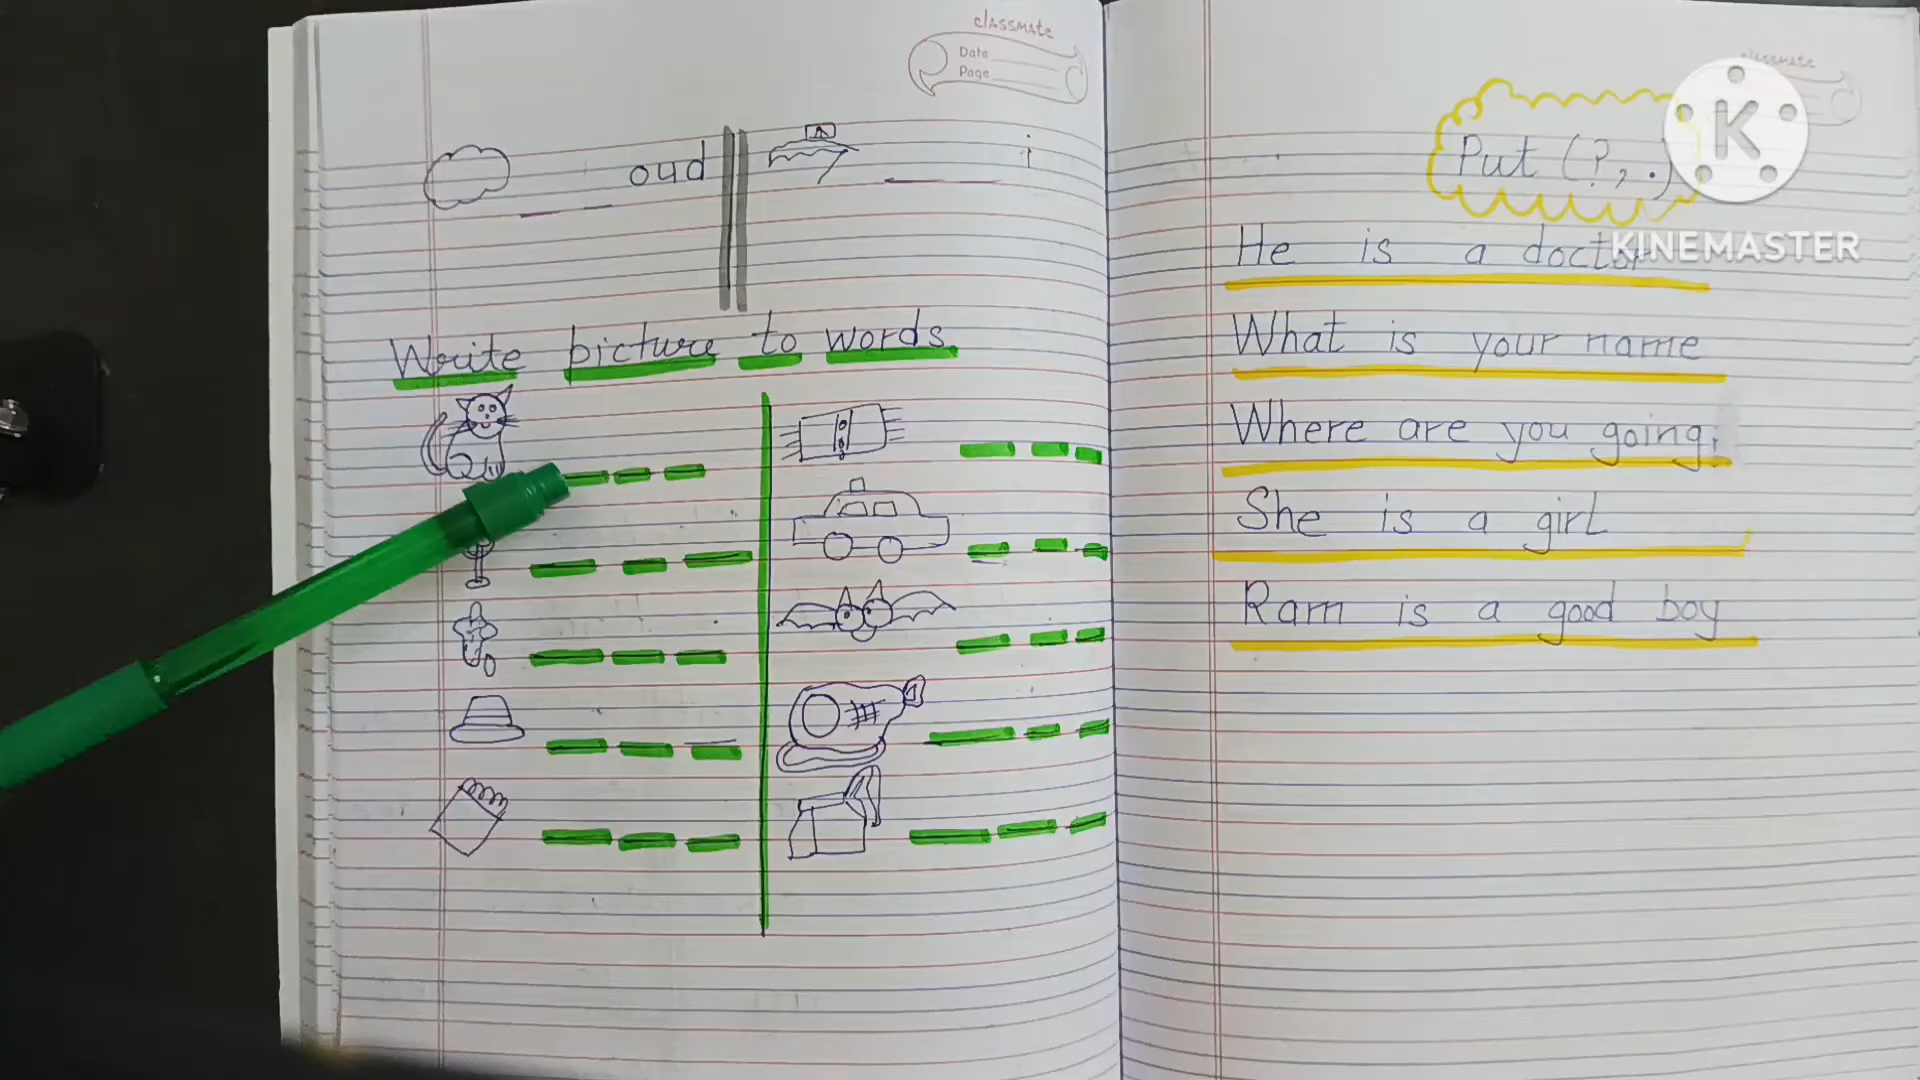 classmate
Date
Page
oud
i
Write picture to words.
classmate
Put (?, .)
He is a doctor
What is your name
Where are you going.
She is a girl
Ram is a good boy
K
KINEMASTER